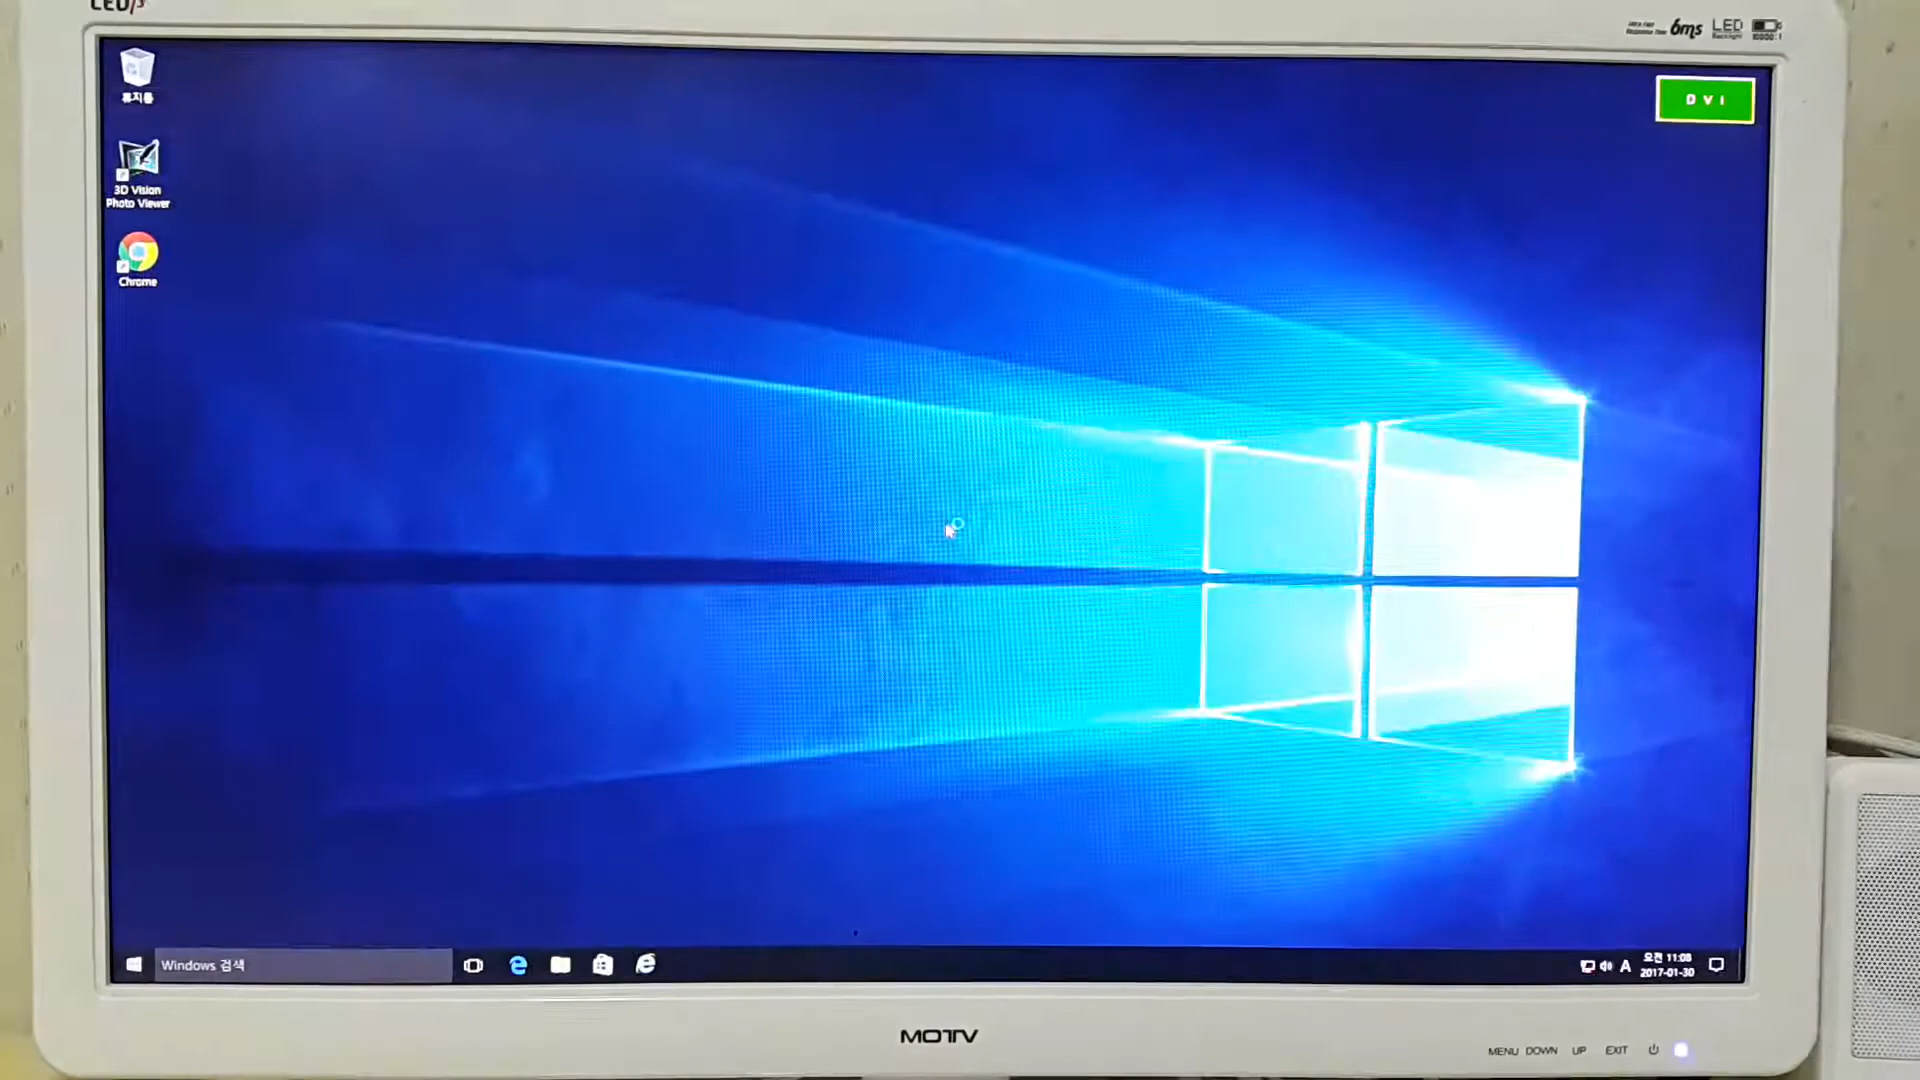 6ms
LED
휴지통
DVI
3D Vision
Photo Viewer
Chrome
Windows 검색
A
오전 11:08
2017-01-30
MOTV
MENU DOWN UP EXIT